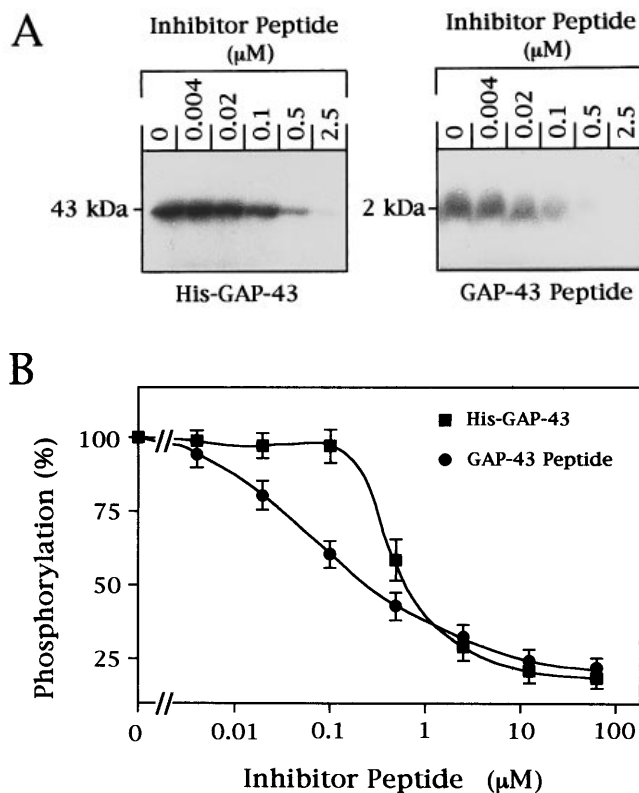 A
Inhibitor Peptide
(μM)
0 0.004 0.02 0.1 0.5 2.5
43 kDa
His-GAP-43
Inhibitor Peptide
(μM)
0 0.004 0.02 0.1 0.5 2.5
2 kDa
GAP-43 Peptide
B
Phosphorylation (%)
100
75
50
25
His-GAP-43
GAP-43 Peptide
0 0.01 0.1 1 10 100
Inhibitor Peptide (μM)